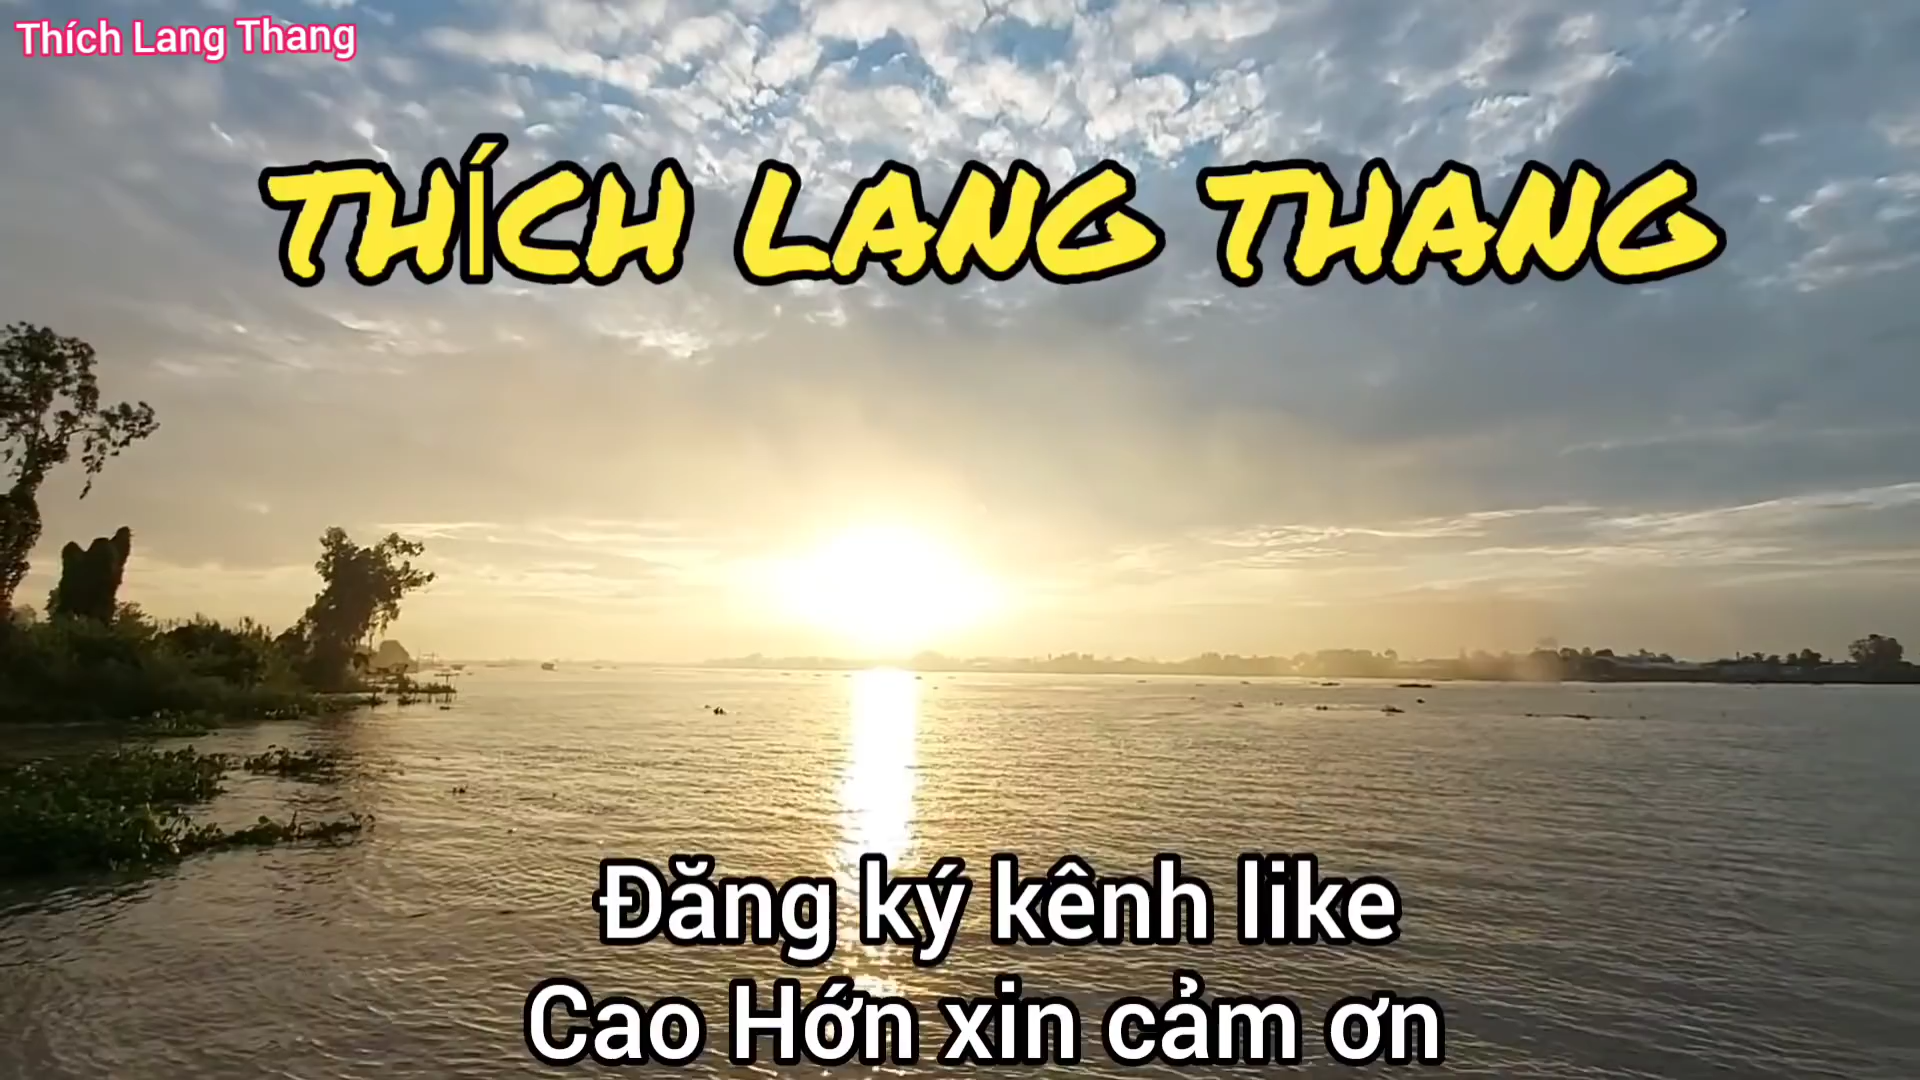 Thích Lang Thang
THÍCH LANG THANG
Đăng ký kênh like
Cao Hớn xin cảm ơn